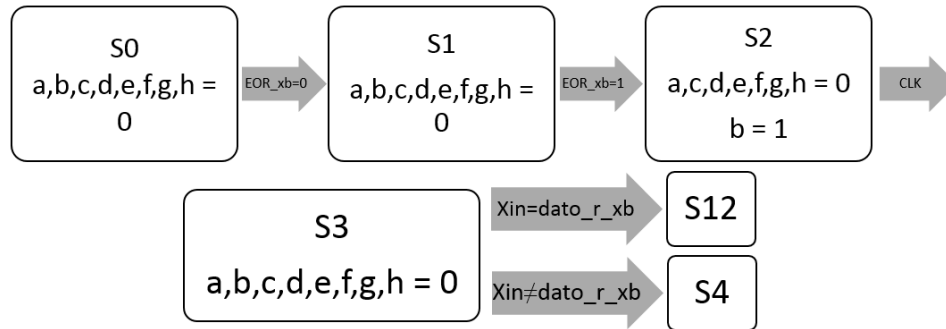 S0
a,b,c,d,e,f,g,h =
0
EOR_xb=0
S1
a,b,c,d,e,f,g,h =
0
EOR_xb=1
S2
a,c,d,e,f,g,h = 0
b = 1
CLK
S3
a,b,c,d,e,f,g,h = 0
Xin=dato_r_xb
S12
Xin≠dato_r_xb
S4